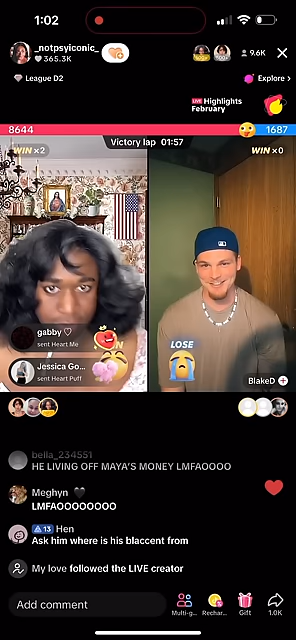 1:02
_notpsyiconic_
365.3K
9.6K
League D2
Explore >
LIVE Highlights
February
8644
1687
WIN ×2
Victory lap 01:57
WIN ×0
gabby ♡
sent Heart Me
Jessica Go...
sent Heart Puff
LOSE
BlakeD
bella_234551
HE LIVING OFF MAYA'S MONEY LMFAOOOO
Meghyn 🖤
LMFAOOOOOOOO
13 Hen
Ask him where is his blaccent from
My love followed the LIVE creator
Add comment
Multi-g...
Rechar...
Gift
1.0K